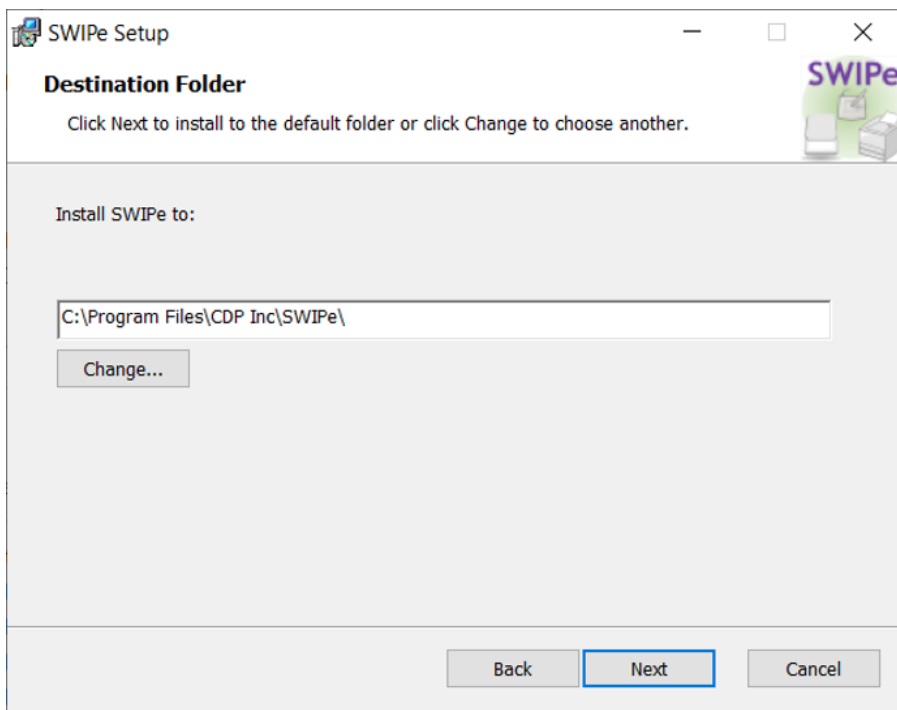 SWIPe Setup
Destination Folder
SWIPe
Click Next to install to the default folder or click Change to choose another.
Install SWIPe to:
C:\Program Files\CDP Inc\SWIPe\
Change...
Back
Next
Cancel